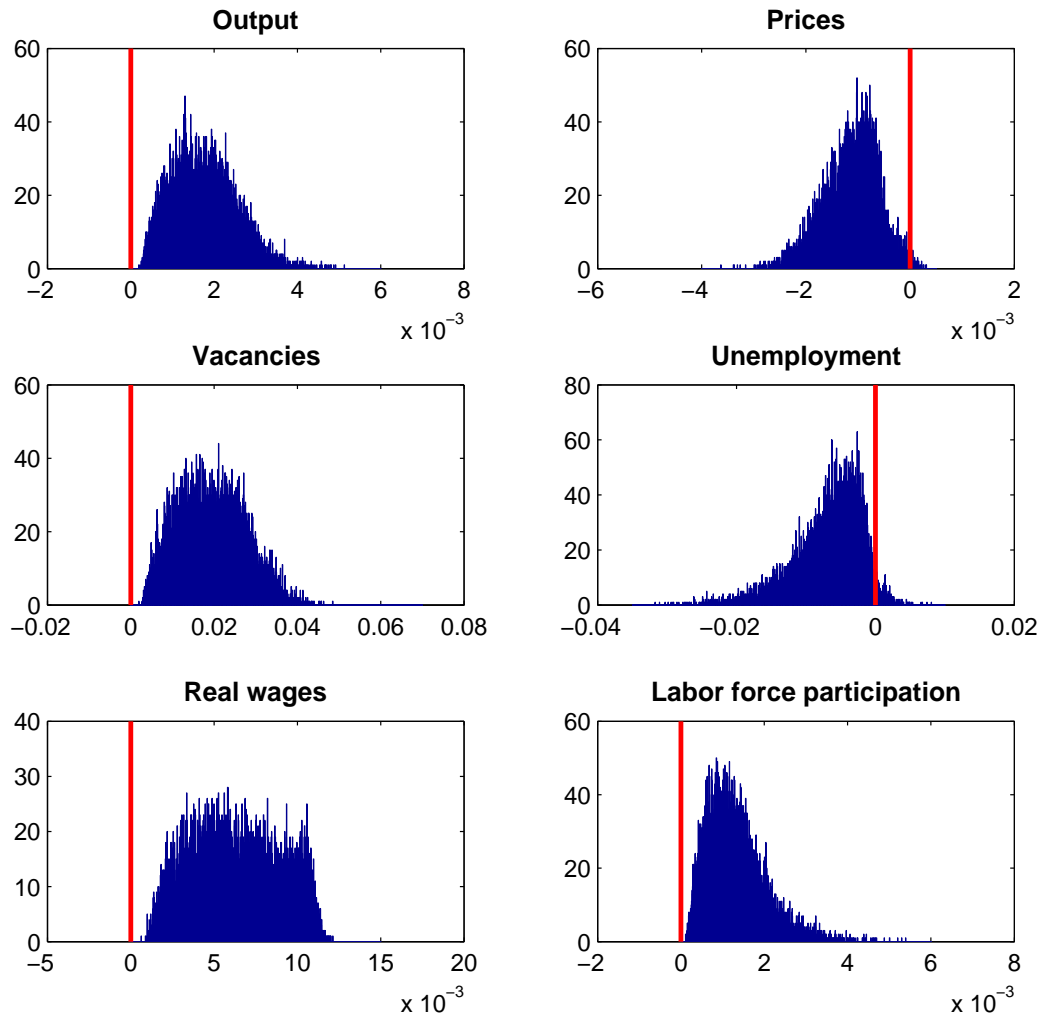 Output
60
40
20
0
−2 0 2 4 6 8
x 10−3
Prices
60
40
20
0
−6 −4 −2 0 2
x 10−3
Vacancies
60
40
20
0
−0.02 0 0.02 0.04 0.06 0.08
Unemployment
80
60
40
20
0
−0.04 −0.02 0 0.02
Real wages
40
30
20
10
0
−5 0 5 10 15 20
x 10−3
Labor force participation
60
40
20
0
−2 0 2 4 6 8
x 10−3